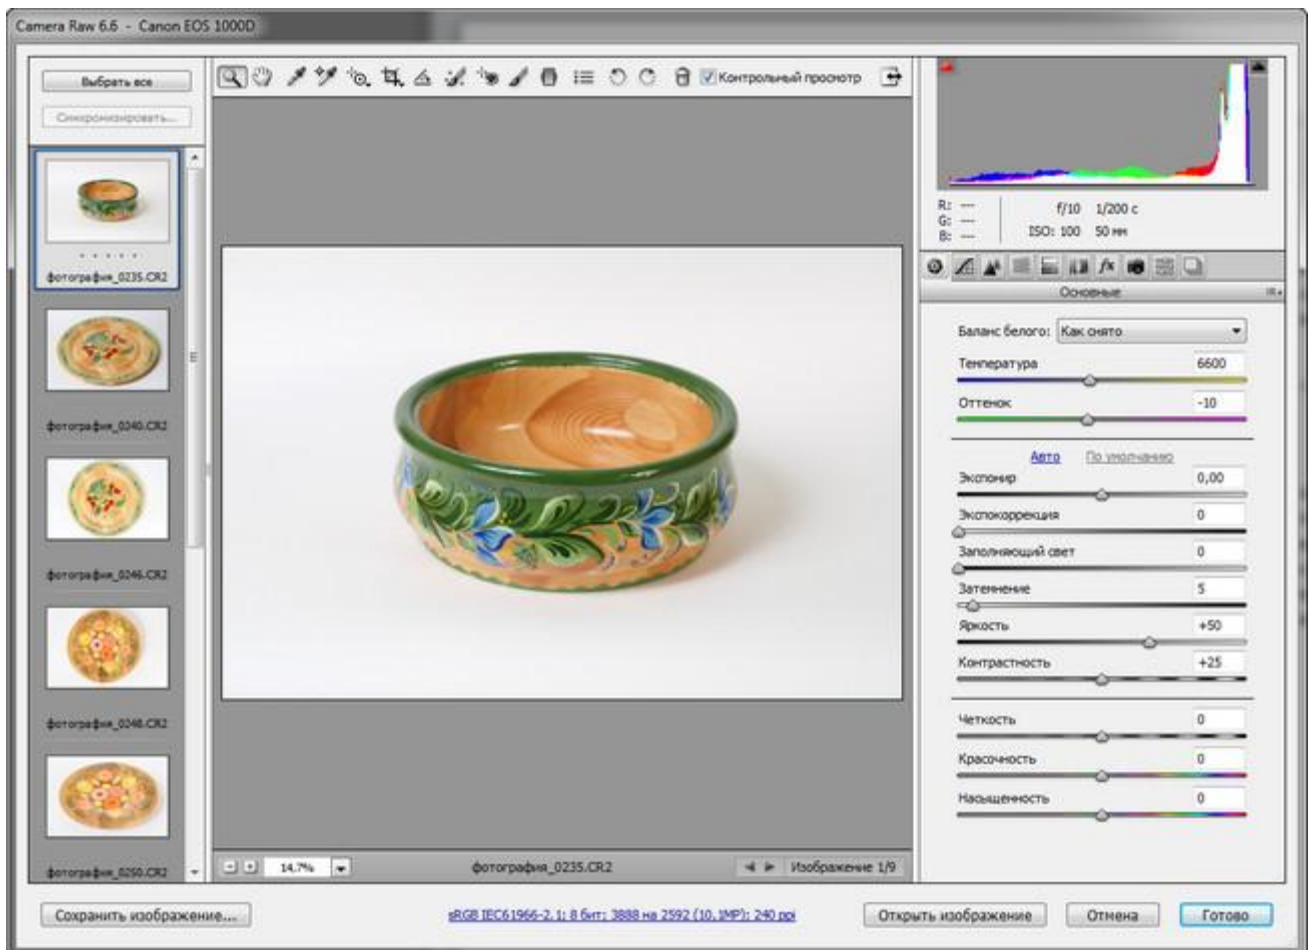 Camera Raw 6.6 - Canon EOS 1000D
Выбрать все
Синхронизировать...
Контрольный просмотр
фотография_0235.CR2
фотография_0240.CR2
фотография_0246.CR2
фотография_0248.CR2
фотография_0250.CR2
14,7%
фотография_0235.CR2
Изображение 1/9
R: ---
G: ---
B: ---
f/10 1/200 с
ISO: 100 50 мм
fx
Основные
Баланс белого: Как снято
Температура 6600
Оттенок -10
Авто По умолчанию
Экспонир 0,00
Экспокоррекция 0
Заполняющий свет 0
Затемнение 5
Яркость +50
Контрастность +25
Четкость 0
Красочность 0
Насыщенность 0
Сохранить изображение...
sRGB IEC61966-2.1; 8 бит; 3888 на 2592 (10,1MP); 240 ppi
Открыть изображение
Отмена
Готово